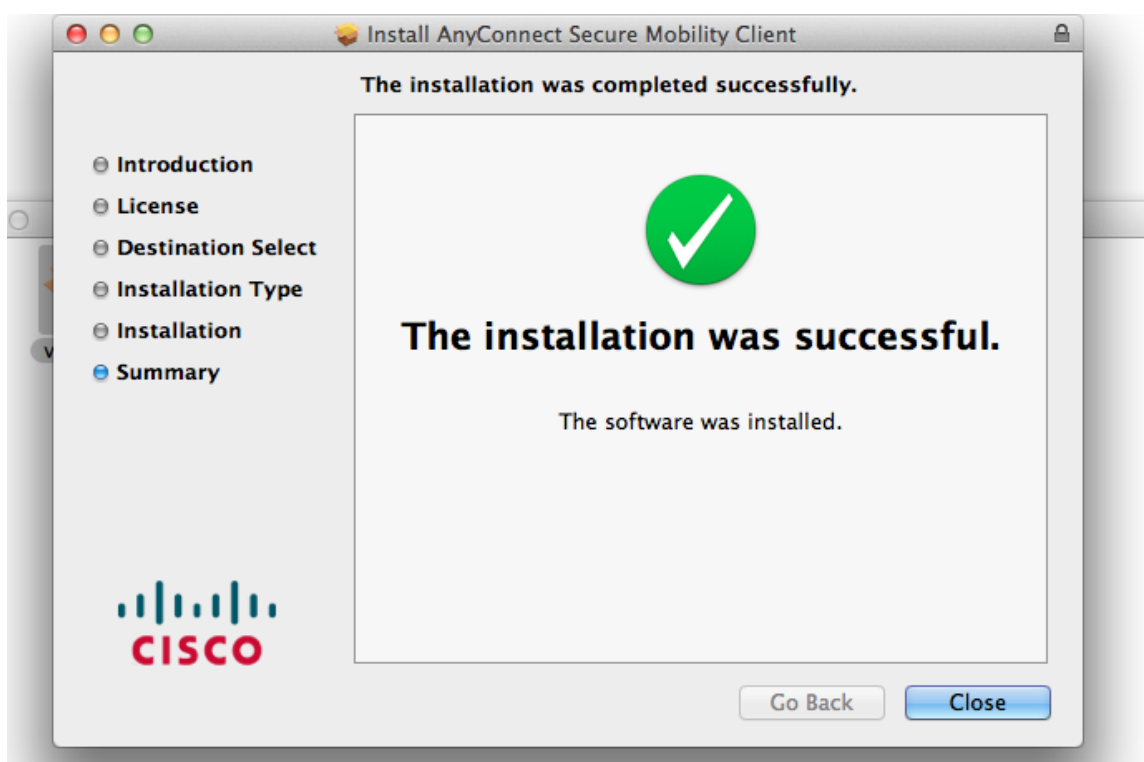 Install AnyConnect Secure Mobility Client
The installation was completed successfully.
Introduction
License
Destination Select
Installation Type
Installation
Summary
The installation was successful.
The software was installed.
CISCO
Go Back
Close